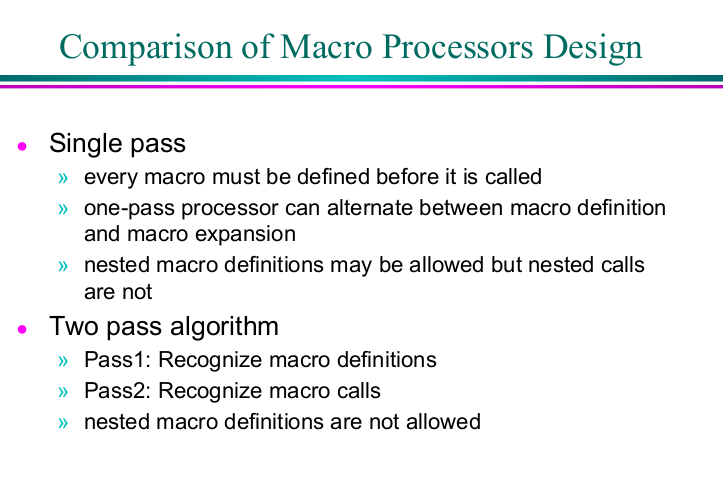 Comparison of Macro Processors Design
● Single pass
» every macro must be defined before it is called
» one-pass processor can alternate between macro definition
and macro expansion
» nested macro definitions may be allowed but nested calls
are not
● Two pass algorithm
» Pass1: Recognize macro definitions
» Pass2: Recognize macro calls
» nested macro definitions are not allowed